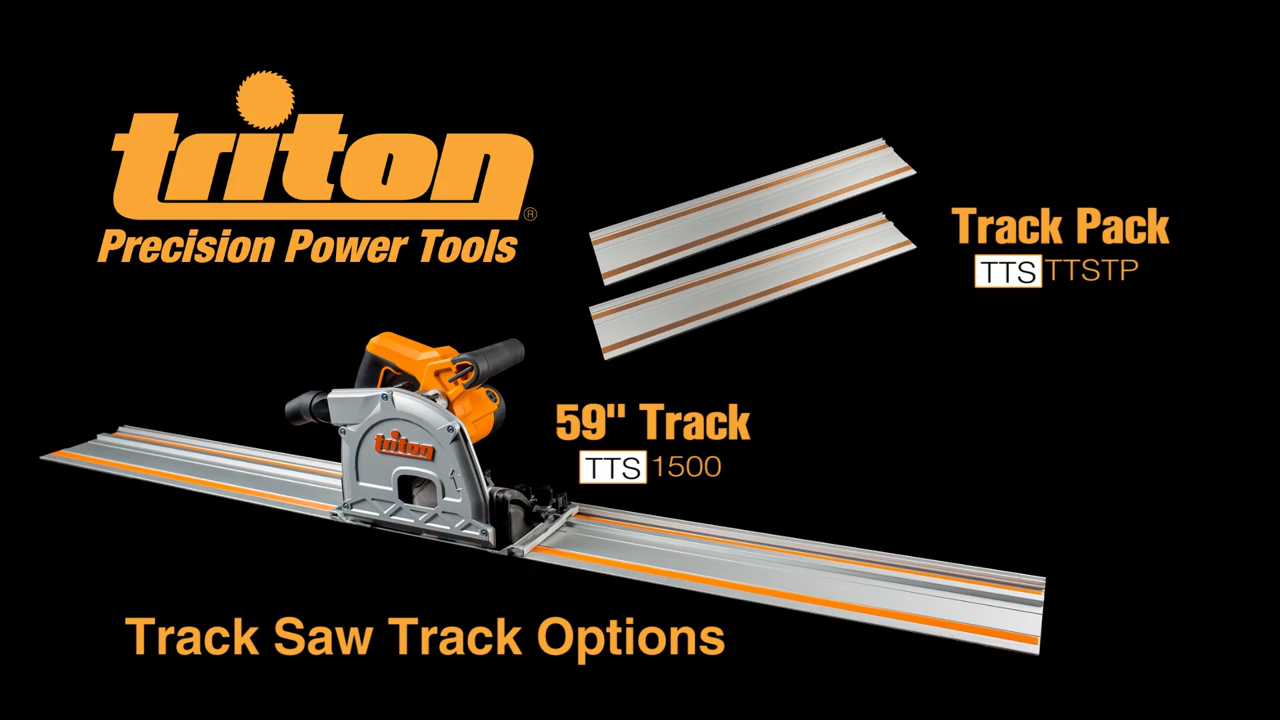 triton®
Precision Power Tools
Track Pack
TTS TTSTP
59" Track
TTS 1500
triton
Track Saw Track Options